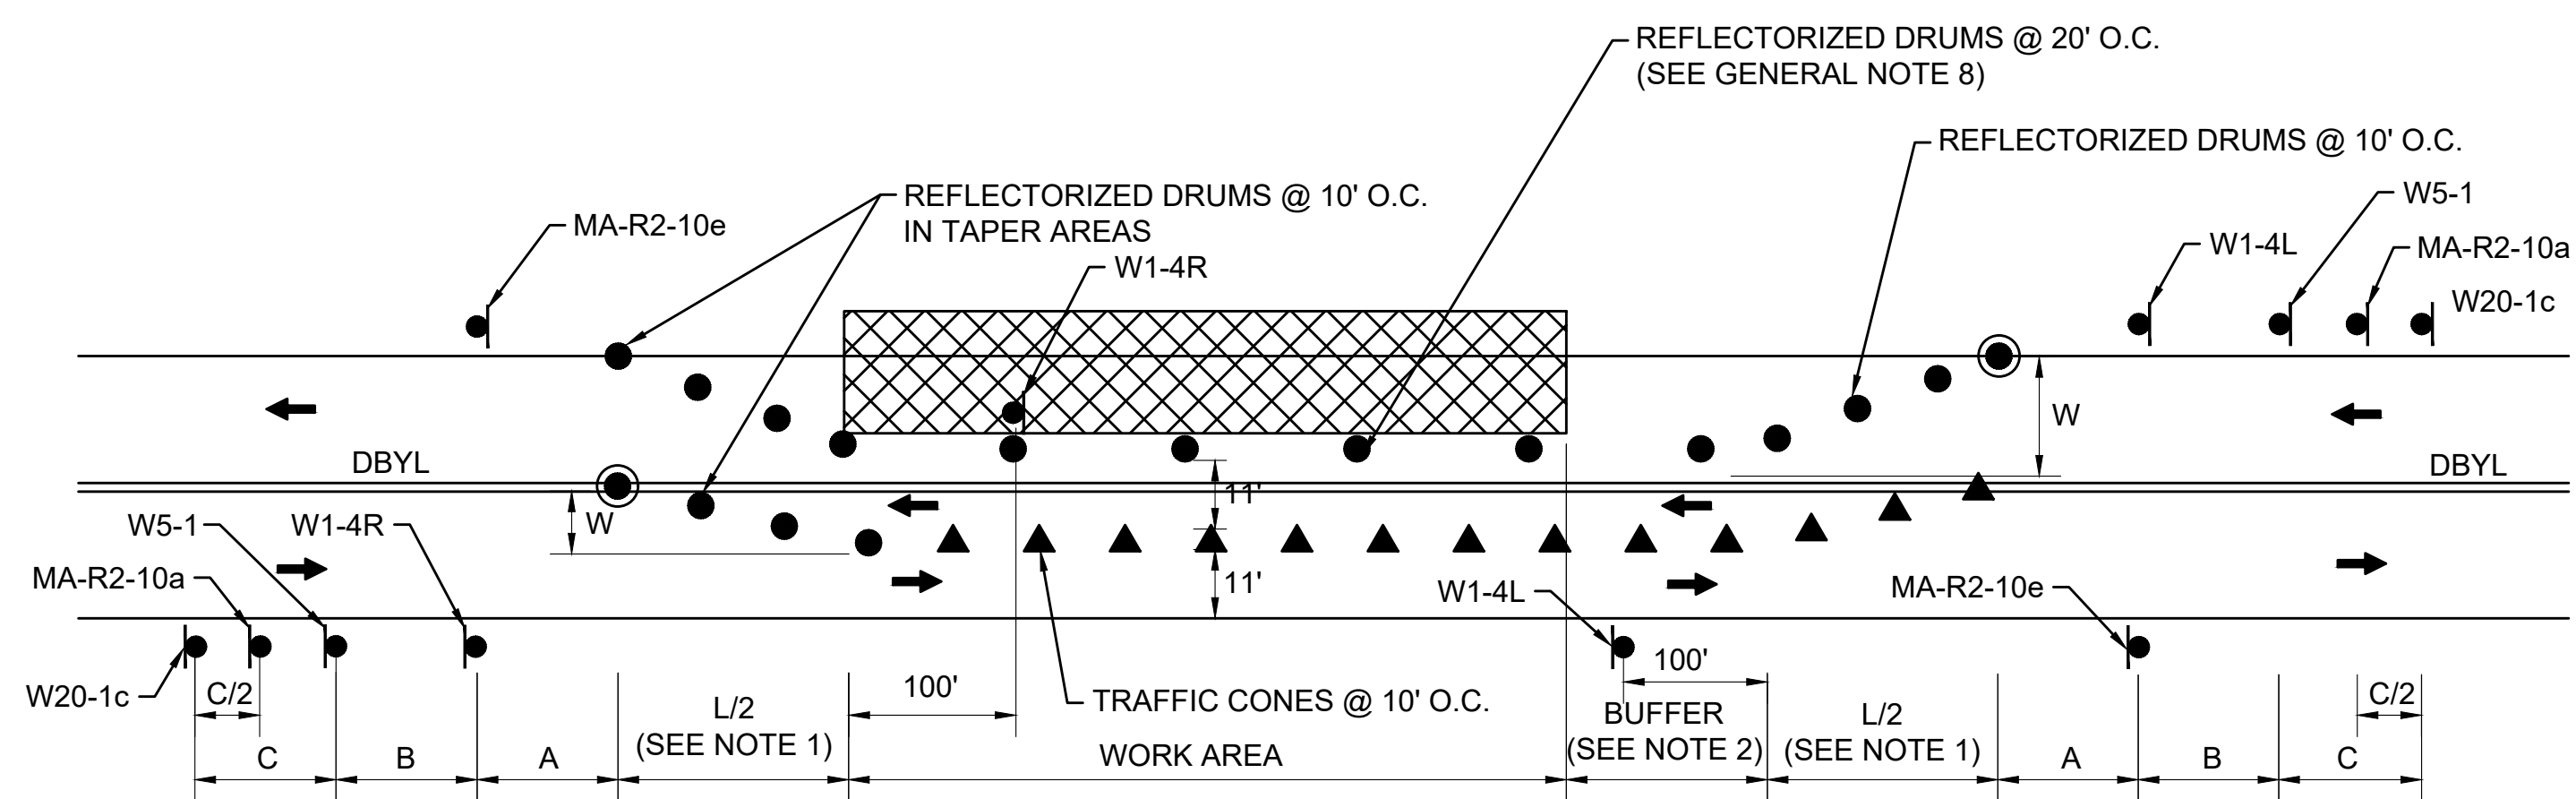 REFLECTORIZED DRUMS @ 20' O.C.
(SEE GENERAL NOTE 8)
REFLECTORIZED DRUMS @ 10' O.C.
REFLECTORIZED DRUMS @ 10' O.C.
IN TAPER AREAS
W5-1
MA-R2-10e
W1-4L
MA-R2-10a
W1-4R
W20-1c
W
DBYL
DBYL
11'
W5-1
W1-4R
W
MA-R2-10a
11'
W1-4L
MA-R2-10e
100'
W20-1c
C/2
100'
TRAFFIC CONES @ 10' O.C.
C/2
L/2
(SEE NOTE 1)
BUFFER
(SEE NOTE 2)
L/2
(SEE NOTE 1)
C
B
A
WORK AREA
A
B
C